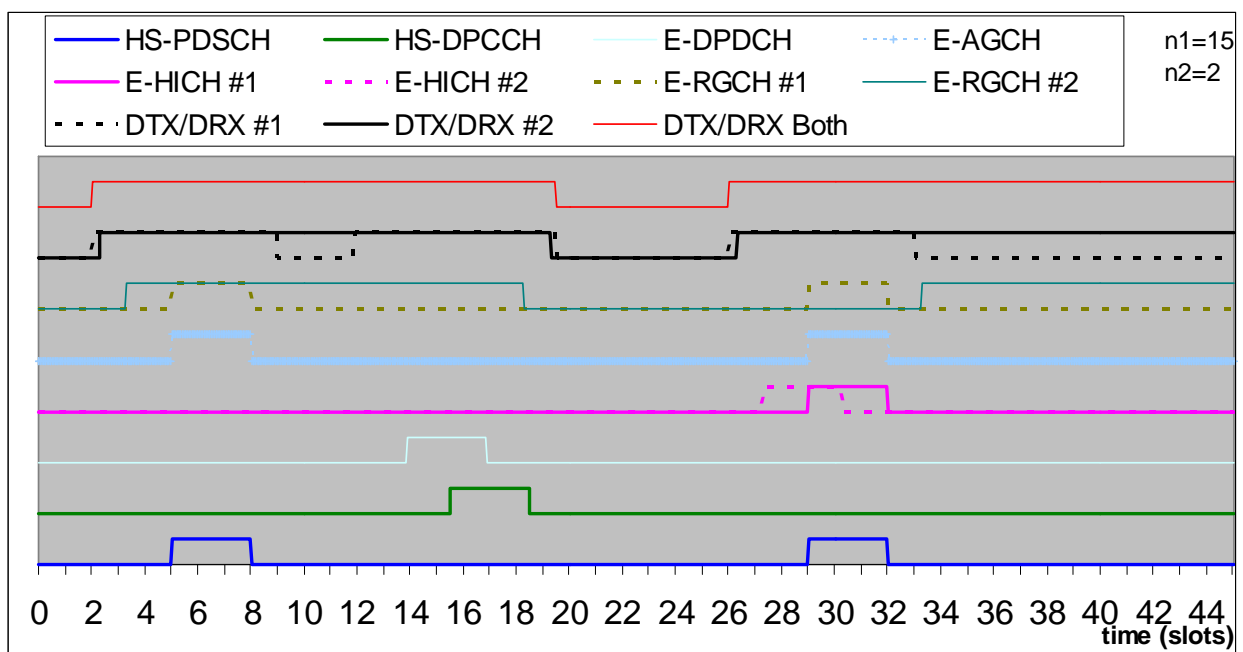 HS-PDSCH HS-DPCCH E-DPDCH E-AGCH n1=15
E-HICH #1 E-HICH #2 E-RGCH #1 E-RGCH #2 n2=2
DTX/DRX #1 DTX/DRX #2 DTX/DRX Both
0 2 4 6 8 10 12 14 16 18 20 22 24 26 28 30 32 34 36 38 40 42 44
time (slots)